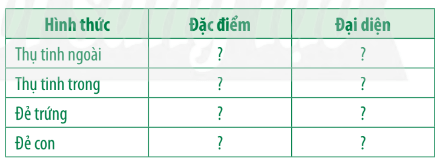 Hình thức Đặc điểm Đại diện
Thụ tinh ngoài ? ?
Thụ tinh trong ? ?
Đẻ trứng ? ?
Đẻ con ? ?